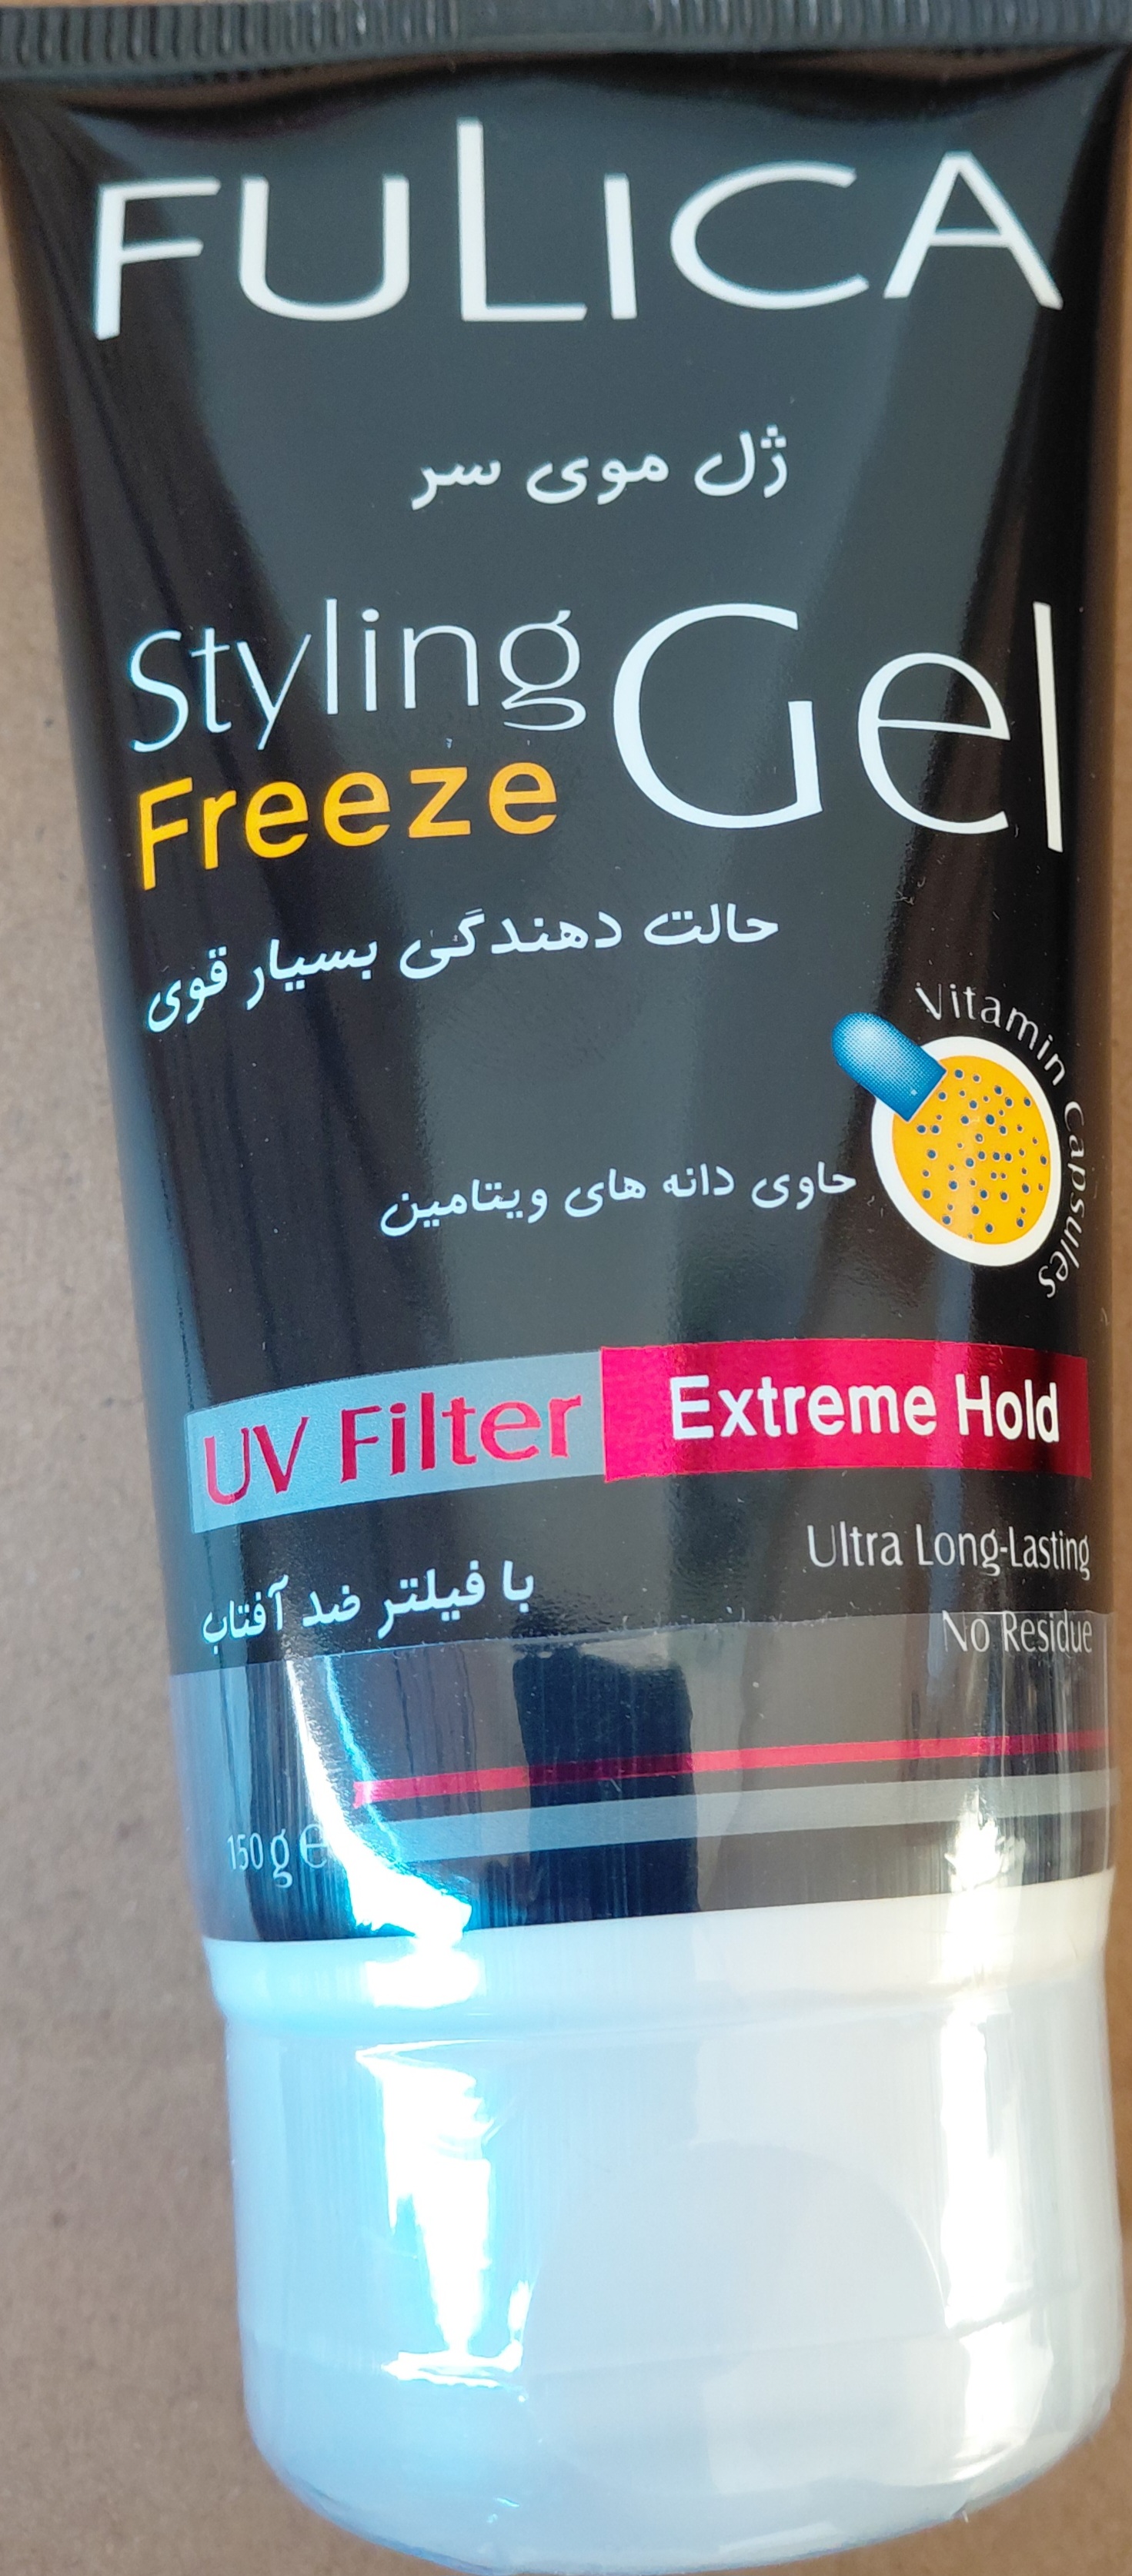 FULICA
ژل موی سر
Styling Gel
Freeze
حالت دهندگی بسیار قوی
Vitamin Capsules
حاوی دانه های ویتامین
UV Filter Extreme Hold
Ultra Long-Lasting
با فیلتر ضد آفتاب
No Residue
150 g e